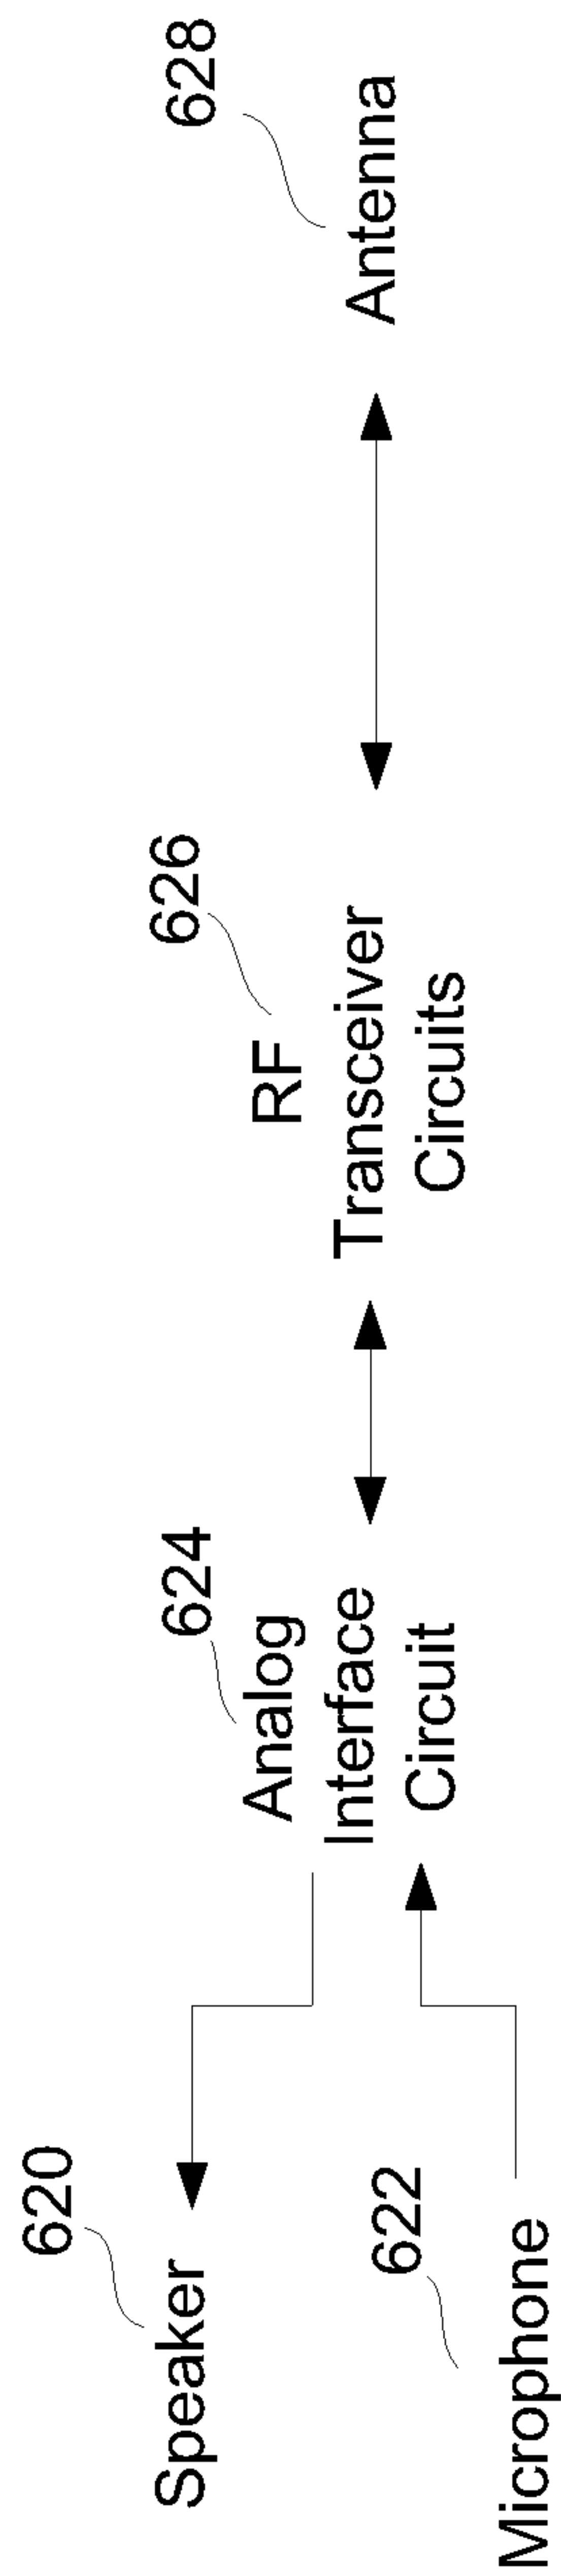 620
Speaker
622
Microphone
624
Analog
Interface
Circuit
626
RF
Transceiver
Circuits
628
Antenna